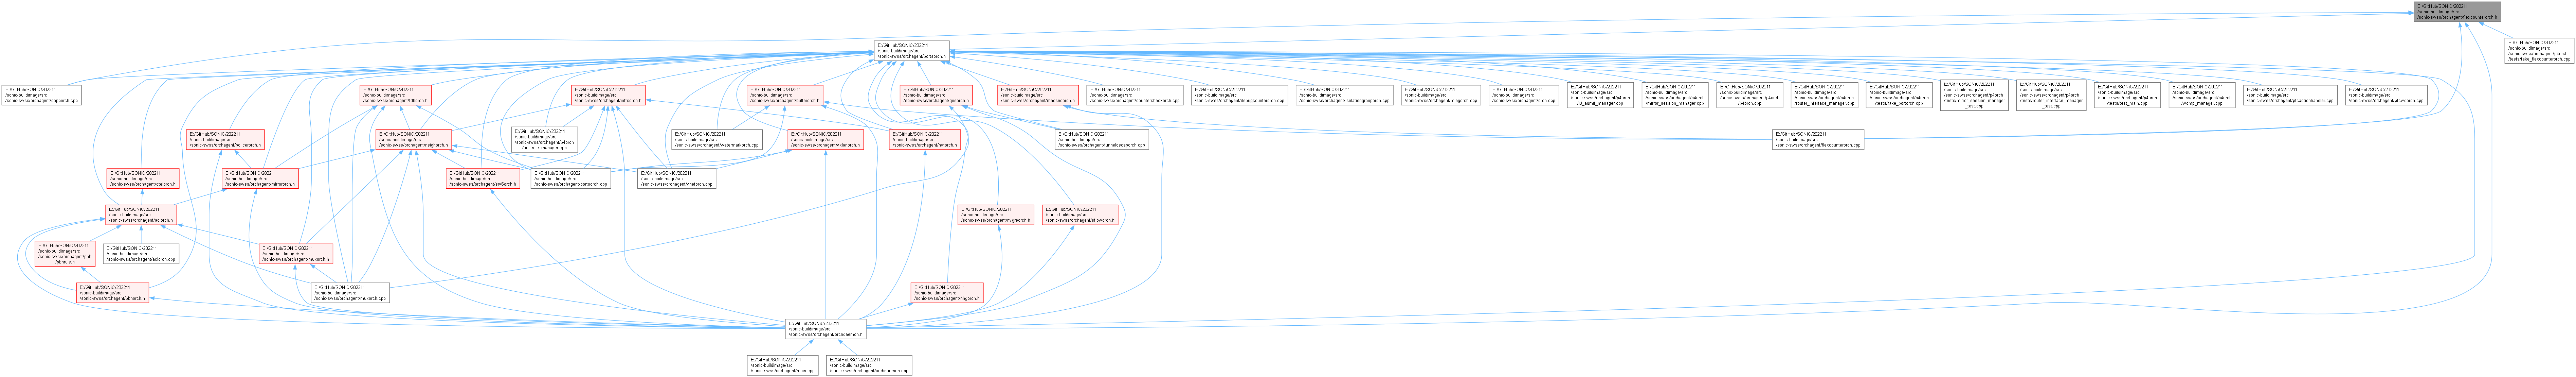 E:/GitHub/SONiC/202211
/sonic-buildimage/src
/sonic-swss/orchagent/flexcounterorch.h
E:/GitHub/SONiC/202211
/sonic-buildimage/src
/sonic-swss/orchagent/portsorch.h
E:/GitHub/SONiC/202211
/sonic-buildimage/src
/sonic-swss/orchagent/p4orch
/tests/fake_flexcounterorch.cpp
E:/GitHub/SONiC/202211
/sonic-buildimage/src
/sonic-swss/orchagent/copporch.cpp
E:/GitHub/SONiC/202211
/sonic-buildimage/src
/sonic-swss/orchagent/fdborch.h
E:/GitHub/SONiC/202211
/sonic-buildimage/src
/sonic-swss/orchagent/intfsorch.h
E:/GitHub/SONiC/202211
/sonic-buildimage/src
/sonic-swss/orchagent/bufferorch.h
E:/GitHub/SONiC/202211
/sonic-buildimage/src
/sonic-swss/orchagent/qosorch.h
E:/GitHub/SONiC/202211
/sonic-buildimage/src
/sonic-swss/orchagent/macsecorch.h
E:/GitHub/SONiC/202211
/sonic-buildimage/src
/sonic-swss/orchagent/countercheckorch.cpp
E:/GitHub/SONiC/202211
/sonic-buildimage/src
/sonic-swss/orchagent/debugcounterorch.cpp
E:/GitHub/SONiC/202211
/sonic-buildimage/src
/sonic-swss/orchagent/isolationgrouporch.cpp
E:/GitHub/SONiC/202211
/sonic-buildimage/src
/sonic-swss/orchagent/mlagorch.cpp
E:/GitHub/SONiC/202211
/sonic-buildimage/src
/sonic-swss/orchagent/orch.cpp
E:/GitHub/SONiC/202211
/sonic-buildimage/src
/sonic-swss/orchagent/p4orch
/l3_admit_manager.cpp
E:/GitHub/SONiC/202211
/sonic-buildimage/src
/sonic-swss/orchagent/p4orch
/mirror_session_manager.cpp
E:/GitHub/SONiC/202211
/sonic-buildimage/src
/sonic-swss/orchagent/p4orch
/p4orch.cpp
E:/GitHub/SONiC/202211
/sonic-buildimage/src
/sonic-swss/orchagent/p4orch
/router_interface_manager.cpp
E:/GitHub/SONiC/202211
/sonic-buildimage/src
/sonic-swss/orchagent/p4orch
/tests/fake_portorch.cpp
E:/GitHub/SONiC/202211
/sonic-buildimage/src
/sonic-swss/orchagent/p4orch
/tests/mirror_session_manager
_test.cpp
E:/GitHub/SONiC/202211
/sonic-buildimage/src
/sonic-swss/orchagent/p4orch
/tests/router_interface_manager
_test.cpp
E:/GitHub/SONiC/202211
/sonic-buildimage/src
/sonic-swss/orchagent/p4orch
/tests/test_main.cpp
E:/GitHub/SONiC/202211
/sonic-buildimage/src
/sonic-swss/orchagent/p4orch
/wcmp_manager.cpp
E:/GitHub/SONiC/202211
/sonic-buildimage/src
/sonic-swss/orchagent/pfcactionhandler.cpp
E:/GitHub/SONiC/202211
/sonic-buildimage/src
/sonic-swss/orchagent/pfcwdorch.cpp
E:/GitHub/SONiC/202211
/sonic-buildimage/src
/sonic-swss/orchagent/policerorch.h
E:/GitHub/SONiC/202211
/sonic-buildimage/src
/sonic-swss/orchagent/neighorch.h
E:/GitHub/SONiC/202211
/sonic-buildimage/src
/sonic-swss/orchagent/p4orch
/acl_rule_manager.cpp
E:/GitHub/SONiC/202211
/sonic-buildimage/src
/sonic-swss/orchagent/watermarkorch.cpp
E:/GitHub/SONiC/202211
/sonic-buildimage/src
/sonic-swss/orchagent/vxlanorch.h
E:/GitHub/SONiC/202211
/sonic-buildimage/src
/sonic-swss/orchagent/natorch.h
E:/GitHub/SONiC/202211
/sonic-buildimage/src
/sonic-swss/orchagent/tunneldecaporch.cpp
E:/GitHub/SONiC/202211
/sonic-buildimage/src
/sonic-swss/orchagent/flexcounterorch.cpp
E:/GitHub/SONiC/202211
/sonic-buildimage/src
/sonic-swss/orchagent/dtelorch.h
E:/GitHub/SONiC/202211
/sonic-buildimage/src
/sonic-swss/orchagent/mirrororch.h
E:/GitHub/SONiC/202211
/sonic-buildimage/src
/sonic-swss/orchagent/srv6orch.h
E:/GitHub/SONiC/202211
/sonic-buildimage/src
/sonic-swss/orchagent/portsorch.cpp
E:/GitHub/SONiC/202211
/sonic-buildimage/src
/sonic-swss/orchagent/vnetorch.cpp
E:/GitHub/SONiC/202211
/sonic-buildimage/src
/sonic-swss/orchagent/aclorch.h
E:/GitHub/SONiC/202211
/sonic-buildimage/src
/sonic-swss/orchagent/nvgreorch.h
E:/GitHub/SONiC/202211
/sonic-buildimage/src
/sonic-swss/orchagent/sfloworch.h
E:/GitHub/SONiC/202211
/sonic-buildimage/src
/sonic-swss/orchagent/pbh
/pbhrule.h
E:/GitHub/SONiC/202211
/sonic-buildimage/src
/sonic-swss/orchagent/aclorch.cpp
E:/GitHub/SONiC/202211
/sonic-buildimage/src
/sonic-swss/orchagent/muxorch.h
E:/GitHub/SONiC/202211
/sonic-buildimage/src
/sonic-swss/orchagent/pbhorch.h
E:/GitHub/SONiC/202211
/sonic-buildimage/src
/sonic-swss/orchagent/muxorch.cpp
E:/GitHub/SONiC/202211
/sonic-buildimage/src
/sonic-swss/orchagent/nhgorch.h
E:/GitHub/SONiC/202211
/sonic-buildimage/src
/sonic-swss/orchagent/orchdaemon.h
E:/GitHub/SONiC/202211
/sonic-buildimage/src
/sonic-swss/orchagent/main.cpp
E:/GitHub/SONiC/202211
/sonic-buildimage/src
/sonic-swss/orchagent/orchdaemon.cpp